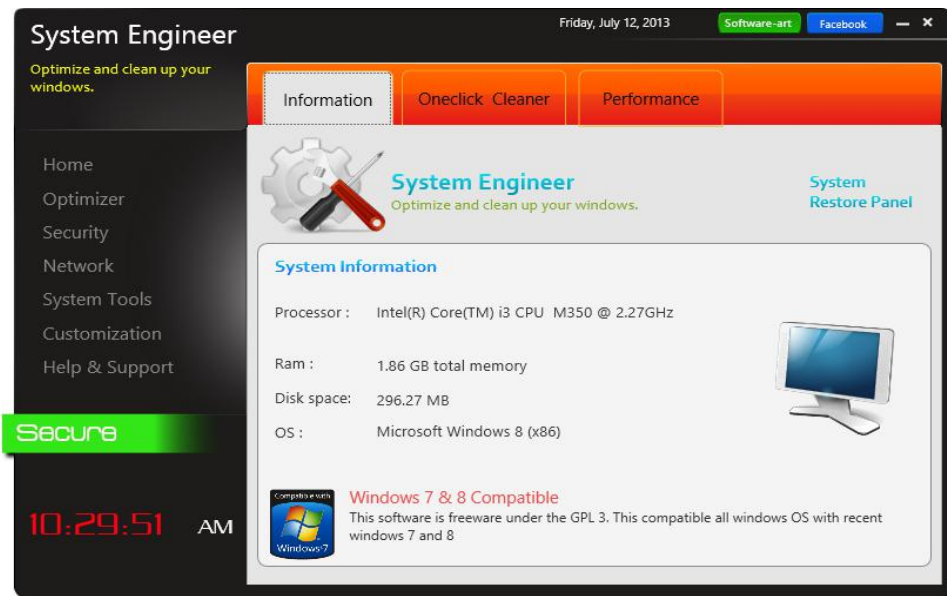 System Engineer
Optimize and clean up your
windows.
Friday, July 12, 2013
Software-art
Facebook
Information
Oneclick Cleaner
Performance
Home
Optimizer
Security
Network
System Tools
Customization
Help & Support
Secure
10:29:51 AM
System Engineer
Optimize and clean up your windows.
System
Restore Panel
System Information
Processor : Intel(R) Core(TM) i3 CPU M350 @ 2.27GHz
Ram : 1.86 GB total memory
Disk space: 296.27 MB
OS : Microsoft Windows 8 (x86)
Compatible with
Windows 7
Windows 7 & 8 Compatible
This software is freeware under the GPL 3. This compatible all windows OS with recent
windows 7 and 8